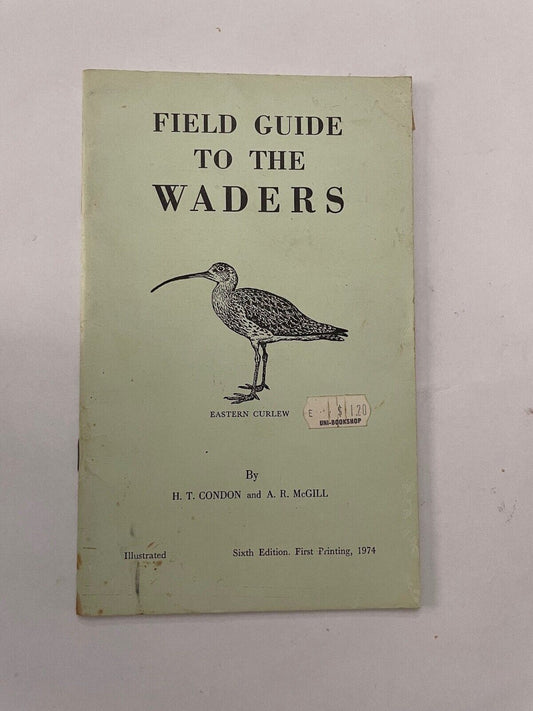 FIELD GUIDE
TO THE
WADERS
EASTERN CURLEW
E $ 1.20
UNI-BOOKSHOP
By
H. T. CONDON and A. R. McGILL
Illustrated Sixth Edition. First Printing, 1974